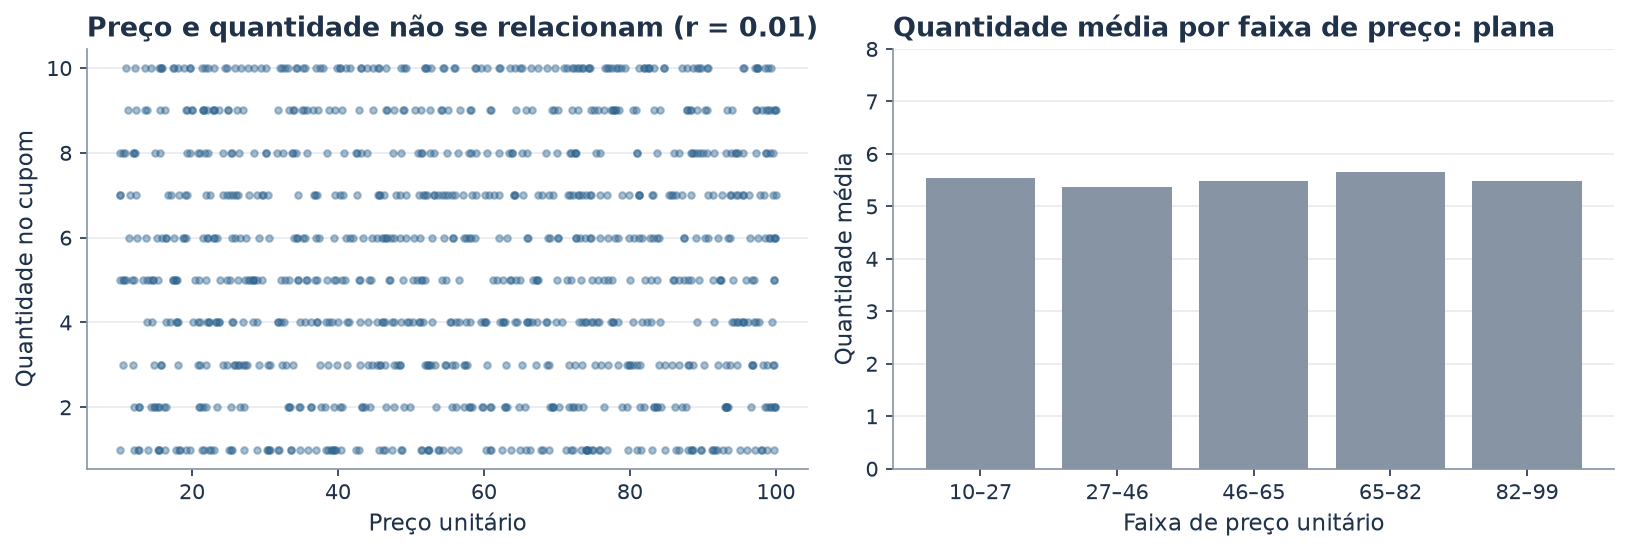 Preço e quantidade não se relacionam (r = 0.01)
Quantidade no cupom
10
8
6
4
2
20 40 60 80 100
Preço unitário
Quantidade média por faixa de preço: plana
Quantidade média
8
7
6
5
4
3
2
1
0
10–27 27–46 46–65 65–82 82–99
Faixa de preço unitário